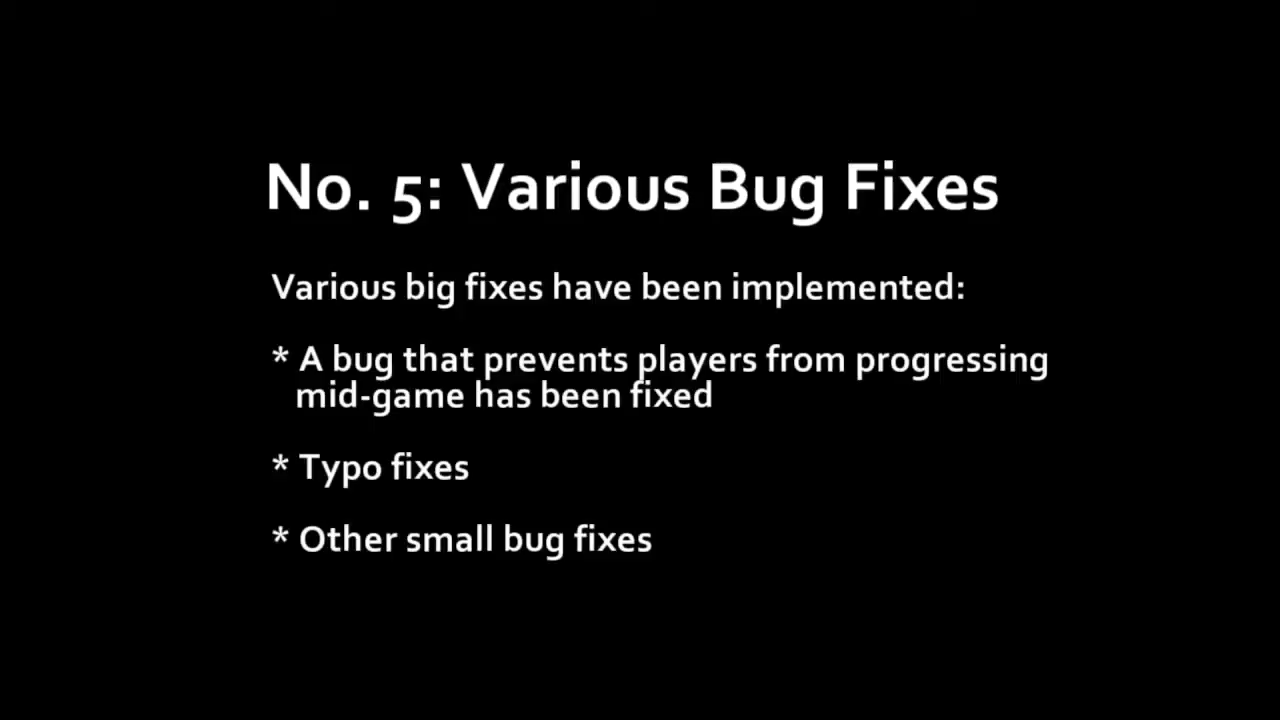 No. 5: Various Bug Fixes
Various big fixes have been implemented:
* A bug that prevents players from progressing
mid-game has been fixed
* Typo fixes
* Other small bug fixes